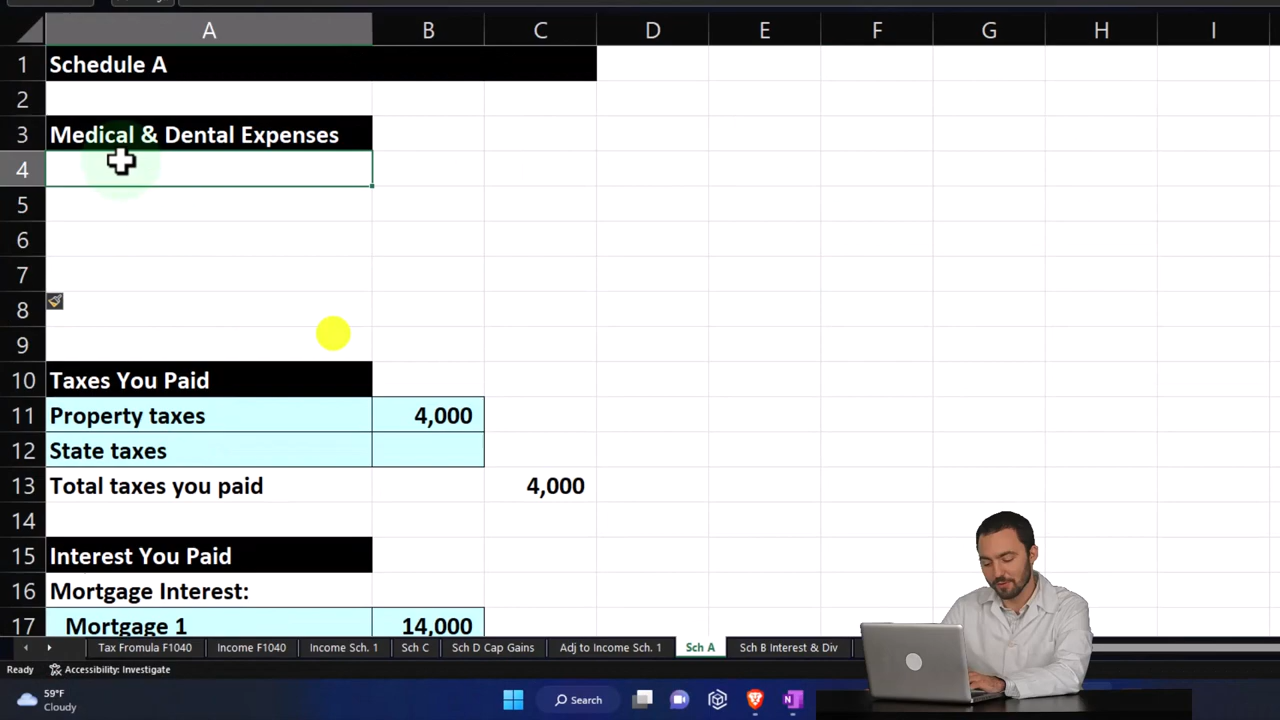 A B C D E F G H I
1 Schedule A
2
3 Medical & Dental Expenses
4
5
6
7
8
9
10 Taxes You Paid
11 Property taxes 4,000
12 State taxes
13 Total taxes you paid 4,000
14
15 Interest You Paid
16 Mortgage Interest:
17 Mortgage 1 14,000
Tax Fromula F1040 Income F1040 Income Sch. 1 Sch C Sch D Cap Gains Adj to Income Sch. 1 Sch A Sch B Interest & Div
Ready Accessibility: Investigate
59°F
Cloudy
Search